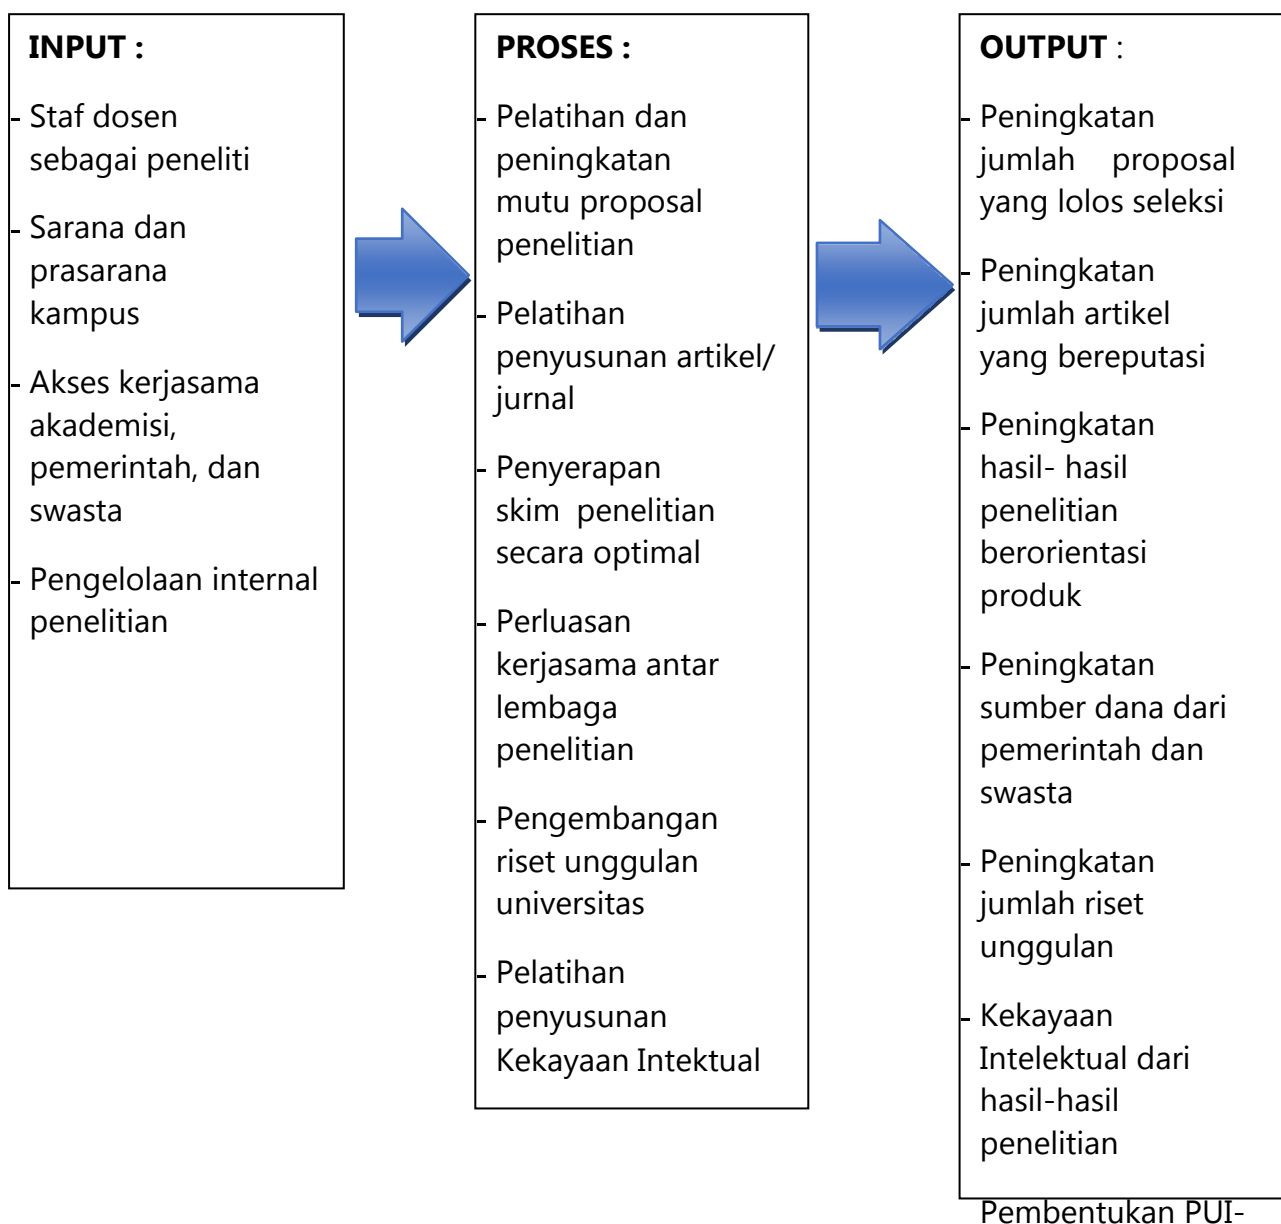 INPUT :
- Staf dosen
sebagai peneliti
- Sarana dan
prasarana
kampus
- Akses kerjasama
akademisi,
pemerintah, dan
swasta
- Pengelolaan internal
penelitian
PROSES :
- Pelatihan dan
peningkatan
mutu proposal
penelitian
- Pelatihan
penyusunan artikel/
jurnal
- Penyerapan
skim penelitian
secara optimal
- Perluasan
kerjasama antar
lembaga
penelitian
- Pengembangan
riset unggulan
universitas
- Pelatihan
penyusunan
Kekayaan Intektual
OUTPUT :
- Peningkatan
jumlah proposal
yang lolos seleksi
- Peningkatan
jumlah artikel
yang bereputasi
- Peningkatan
hasil- hasil
penelitian
berorientasi
produk
- Peningkatan
sumber dana dari
pemerintah dan
swasta
- Peningkatan
jumlah riset
unggulan
- Kekayaan
Intelektual dari
hasil-hasil
penelitian
Pembentukan PUI-